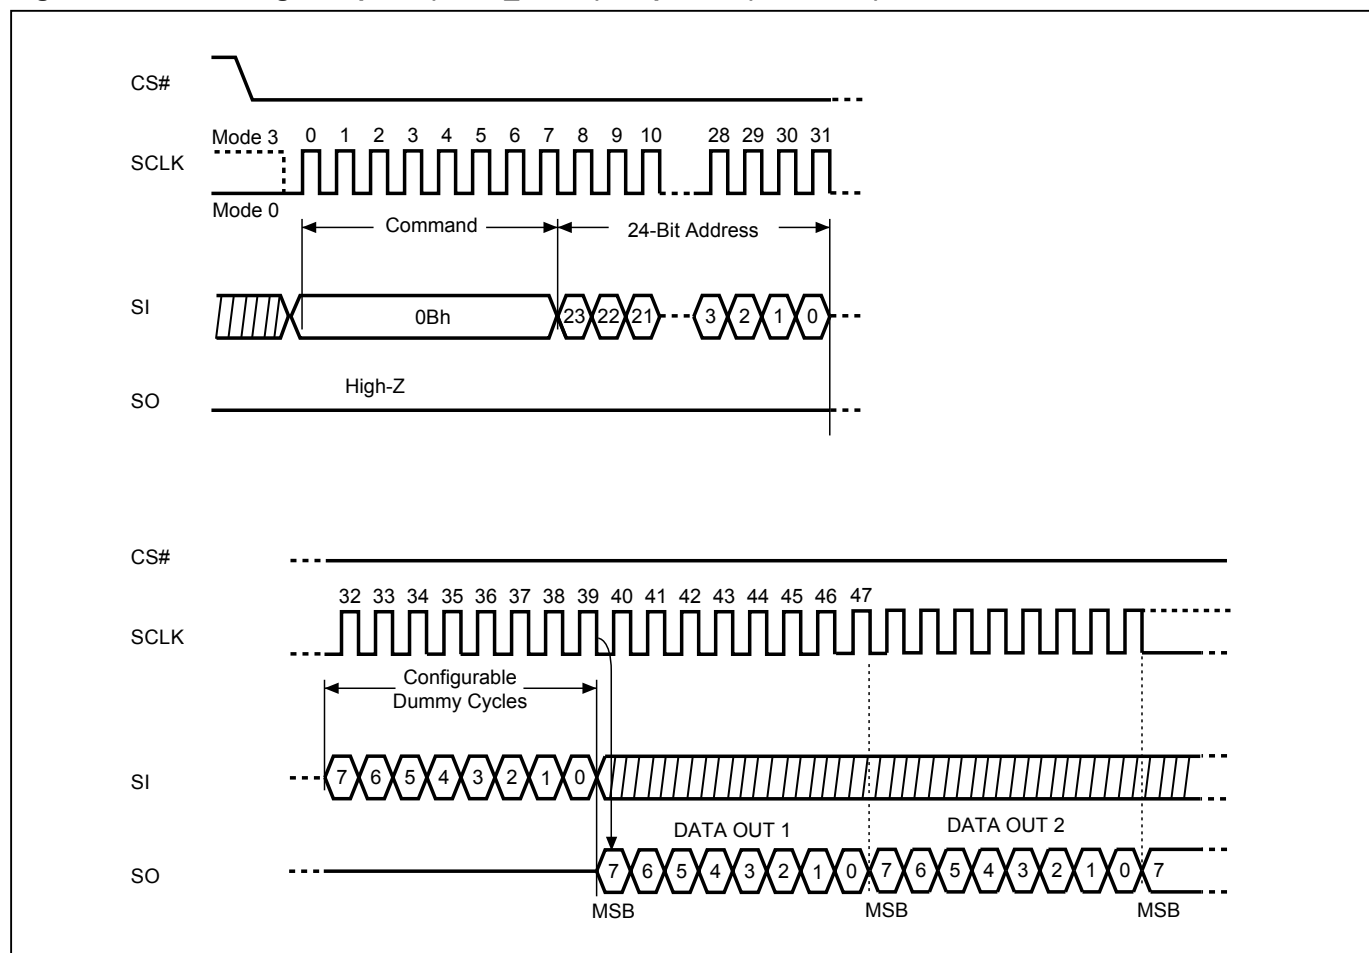 CS#
Mode 3 0 1 2 3 4 5 6 7 8 9 10 28 29 30 31
SCLK
Mode 0
Command 24-Bit Address
SI 0Bh 23 22 21 3 2 1 0
High-Z
SO
CS#
32 33 34 35 36 37 38 39 40 41 42 43 44 45 46 47
SCLK
Configurable
Dummy Cycles
SI 7 6 5 4 3 2 1 0
DATA OUT 1 DATA OUT 2
SO 7 6 5 4 3 2 1 0 7 6 5 4 3 2 1 0 7
MSB MSB MSB